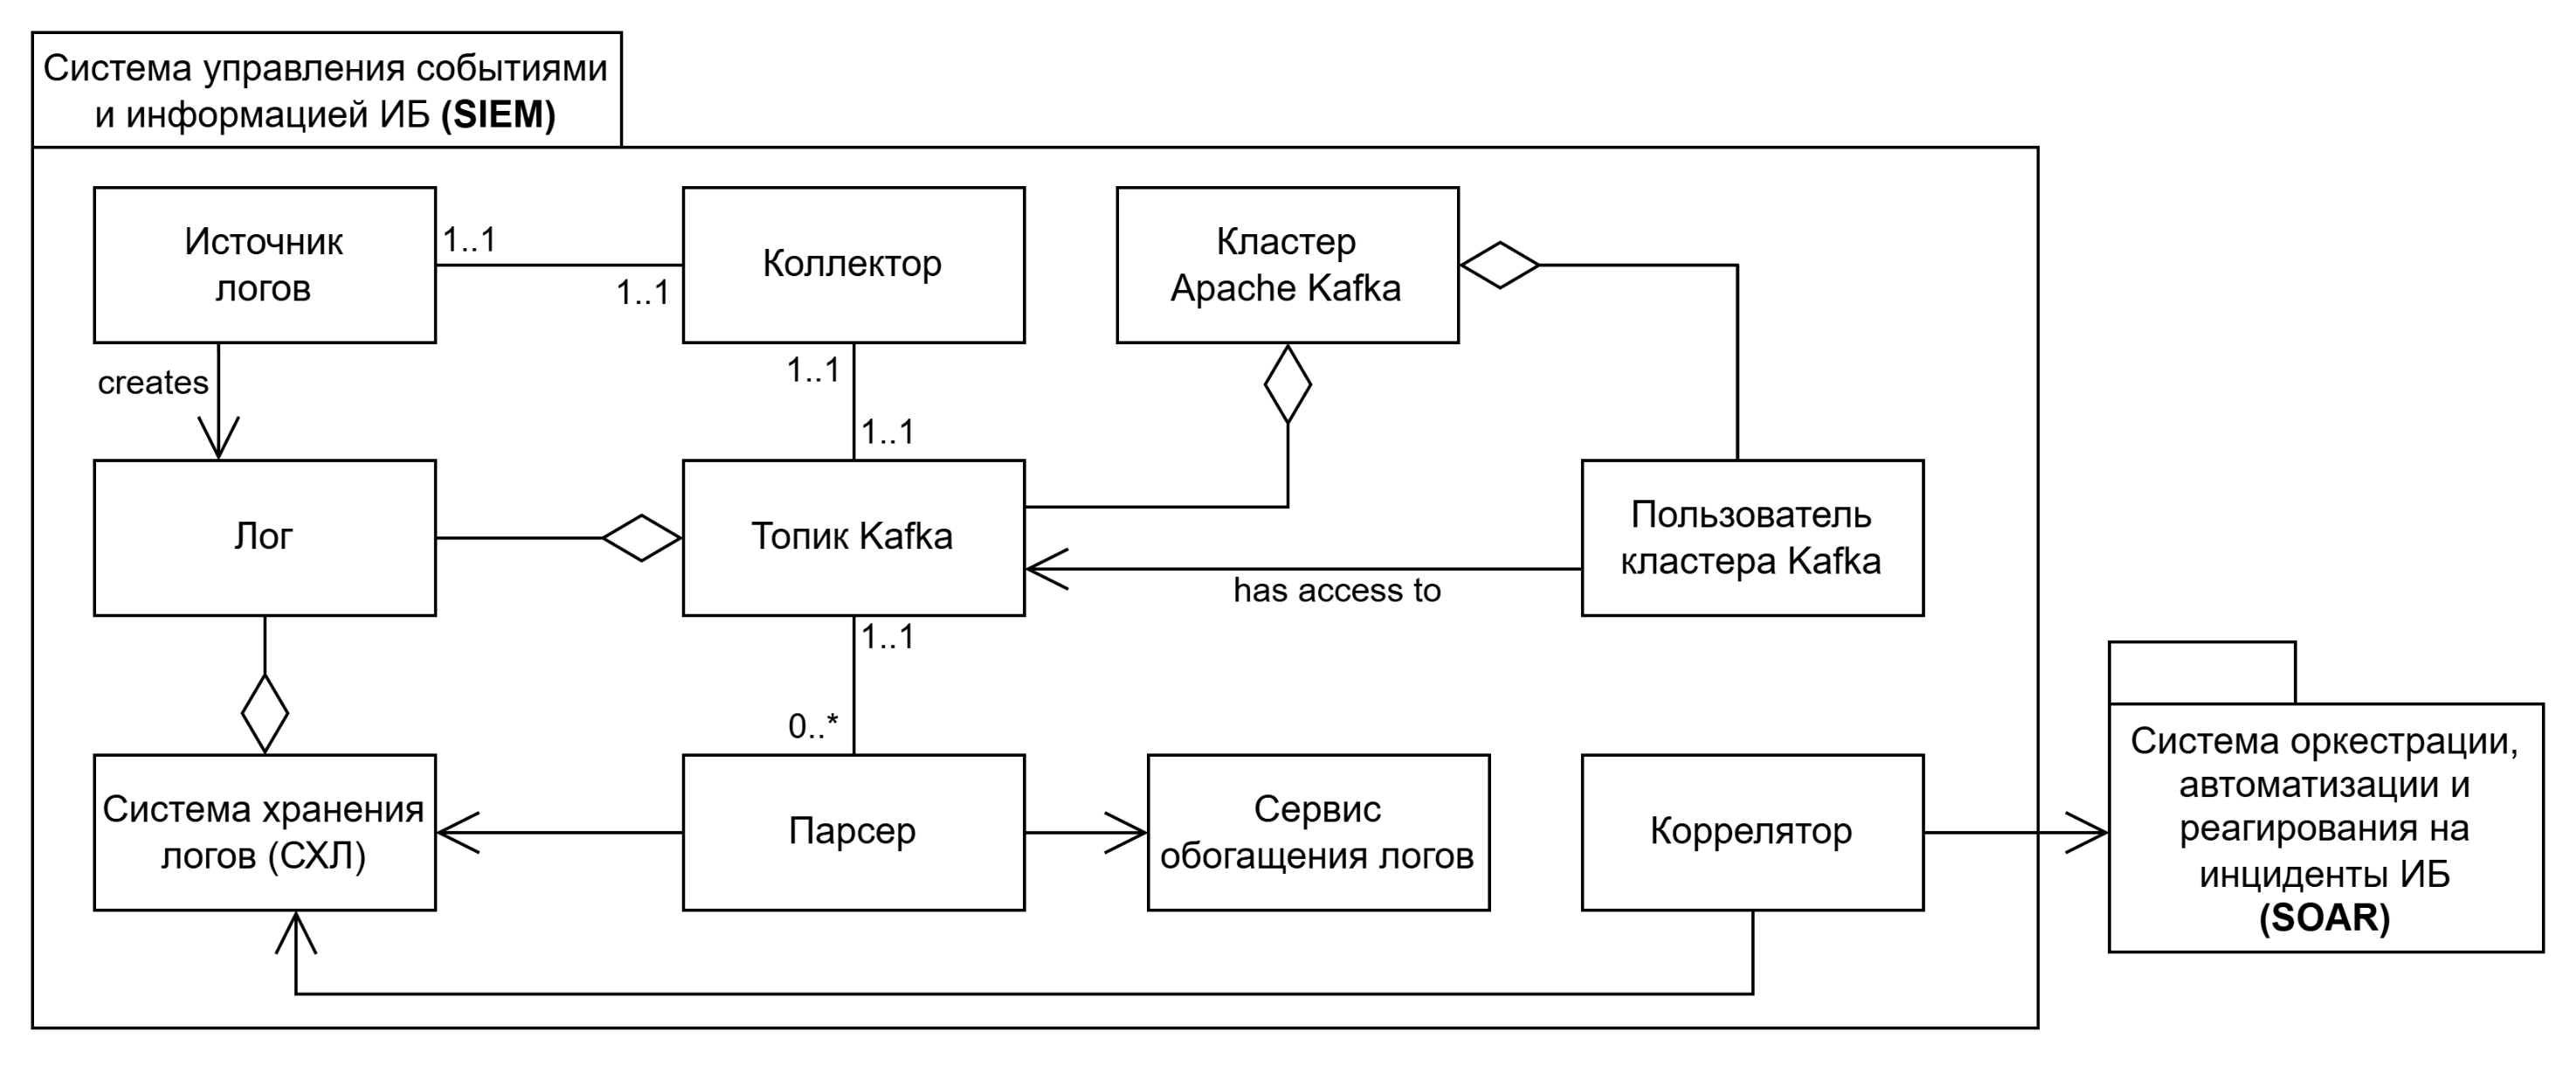 Система управления событиями
и информацией ИБ (SIEM)
Источник
логов
1..1
1..1
Коллектор
Кластер
Apache Kafka
creates
1..1
1..1
Лог
Топик Kafka
Пользователь
кластера Kafka
has access to
1..1
0..*
Система хранения
логов (СХЛ)
Парсер
Сервис
обогащения логов
Коррелятор
Система оркестрации,
автоматизации и
реагирования на
инциденты ИБ
(SOAR)